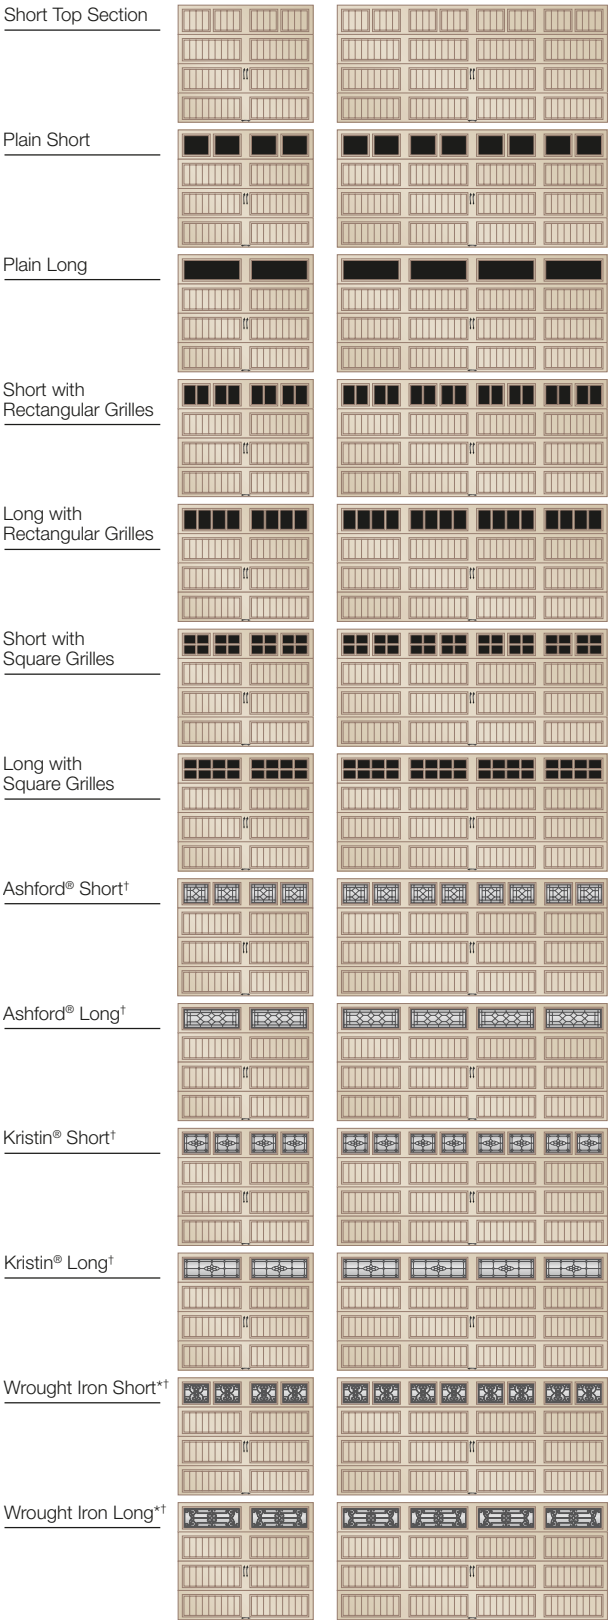 Short Top Section
Plain Short
Plain Long
Short with
Rectangular Grilles
Long with
Rectangular Grilles
Short with
Square Grilles
Long with
Square Grilles
Ashford® Short†
Ashford® Long†
Kristin® Short†
Kristin® Long†
Wrought Iron Short*†
Wrought Iron Long*†